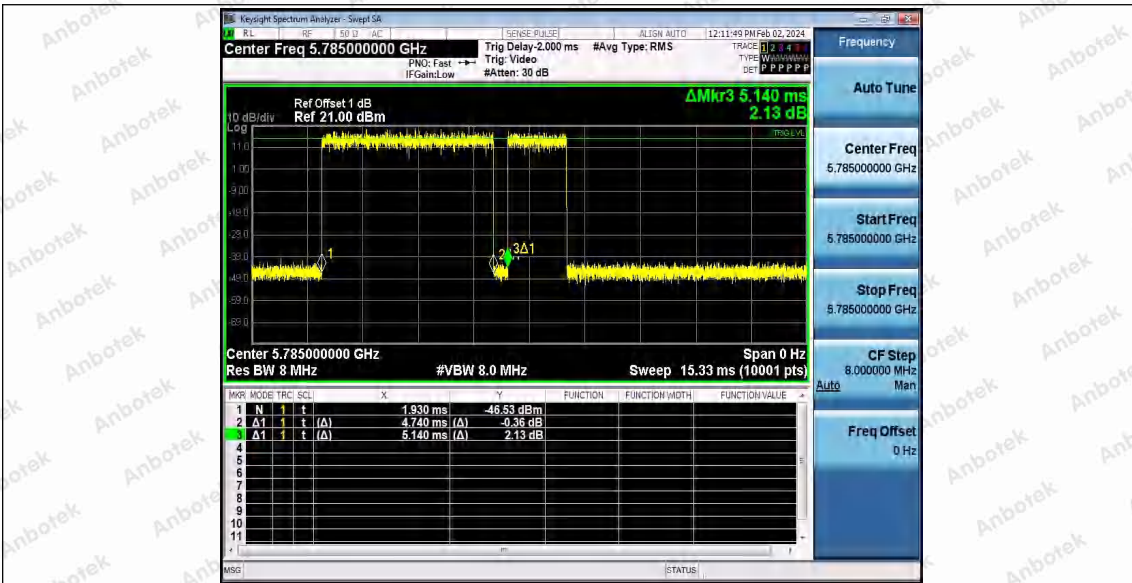 Keysight Spectrum Analyzer - Swept SA
RL RF 50 Ω AC SENSE:PULSE ALIGN AUTO 12:11:49 PM Feb 02, 2024
Center Freq 5.785000000 GHz
PNO: Fast
IFGain:Low
Trig Delay-2.000 ms
Trig: Video
#Atten: 30 dB
#Avg Type: RMS
TRACE 1 2 3 4 5 6
TYPE
DET P P P P P P
ΔMkr3 5.140 ms
2.13 dB
Ref Offset 1 dB
10 dB/div Ref 21.00 dBm
Log
TRIG LVL
11.0
1.00
-9.00
-19.0
-29.0
-39.0
-49.0
-59.0
-69.0
1
2
3Δ1
Center 5.785000000 GHz Span 0 Hz
Res BW 8 MHz #VBW 8.0 MHz Sweep 15.33 ms (10001 pts)
MKR MODE TRC SCL X Y FUNCTION FUNCTION WIDTH FUNCTION VALUE
1 N 1 t 1.930 ms -46.53 dBm
2 Δ1 1 t (Δ) 4.740 ms (Δ) -0.36 dB
3 Δ1 1 t (Δ) 5.140 ms (Δ) 2.13 dB
4
5
6
7
8
9
10
11
MSG STATUS
Frequency
Auto Tune
Center Freq
5.785000000 GHz
Start Freq
5.785000000 GHz
Stop Freq
5.785000000 GHz
CF Step
8.000000 MHz
Auto Man
Freq Offset
0 Hz
Anbotek